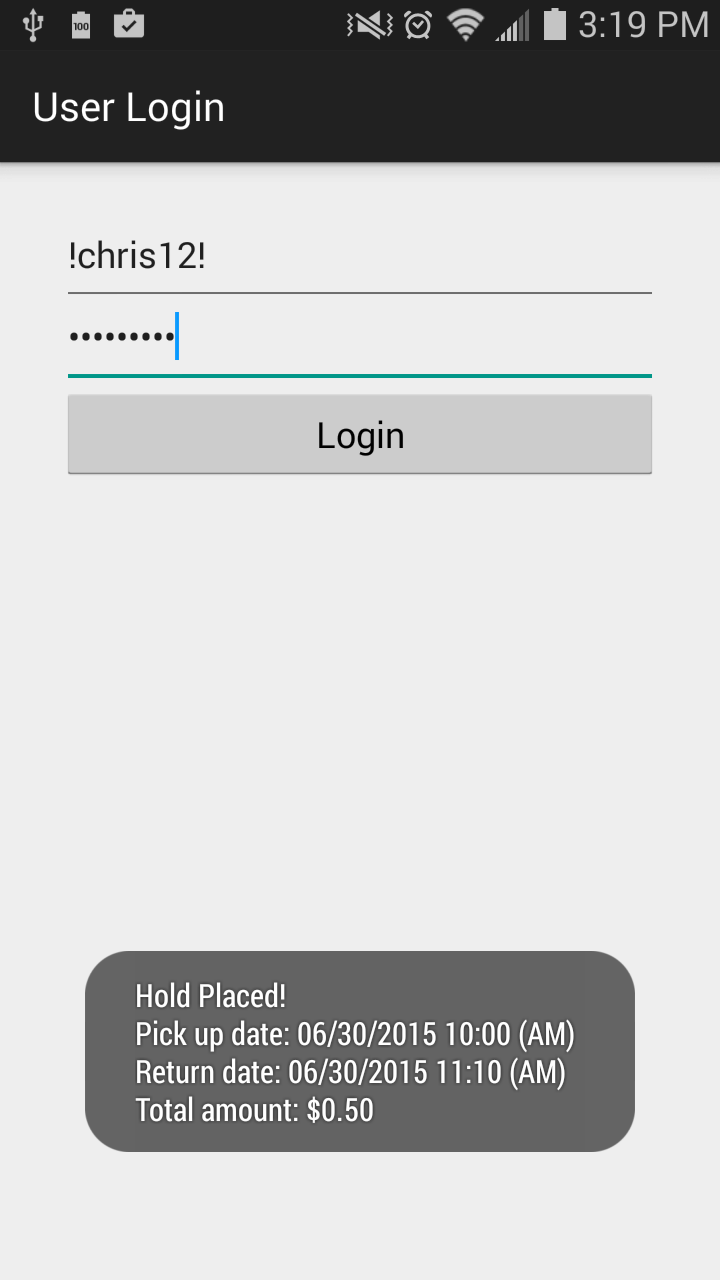 100
3:19 PM
User Login
!chris12!
•••••••••
Login
Hold Placed!
Pick up date: 06/30/2015 10:00 (AM)
Return date: 06/30/2015 11:10 (AM)
Total amount: $0.50